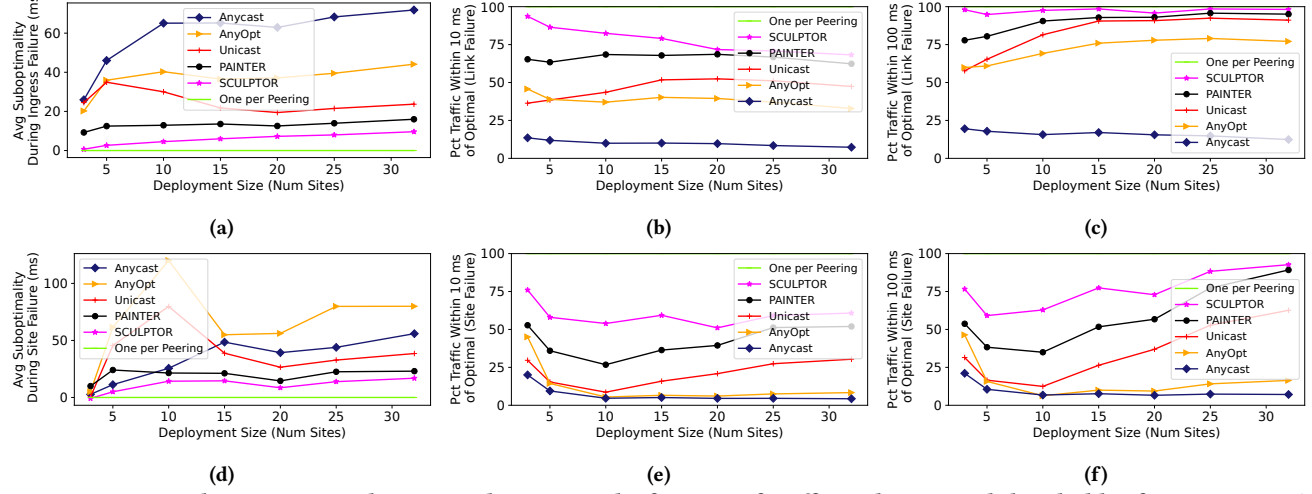 Avg Suboptimality
During Ingress Failure (ms)
60
40
20
0
Anycast
AnyOpt
Unicast
PAINTER
SCULPTOR
One per Peering
5 10 15 20 25 30
Deployment Size (Num Sites)
(a)
Pct Traffic Within 10 ms
of Optimal (Link Failure)
100
75
50
25
0
One per Peering
SCULPTOR
PAINTER
Unicast
AnyOpt
Anycast
5 10 15 20 25 30
Deployment Size (Num Sites)
(b)
Pct Traffic Within 100 ms
of Optimal (Link Failure)
100
75
50
25
0
One per Peering
SCULPTOR
PAINTER
Unicast
AnyOpt
Anycast
5 10 15 20 25 30
Deployment Size (Num Sites)
(c)
Avg Suboptimality
During Site Failure (ms)
100
50
0
Anycast
AnyOpt
Unicast
PAINTER
SCULPTOR
One per Peering
5 10 15 20 25 30
Deployment Size (Num Sites)
(d)
Pct Traffic Within 10 ms
of Optimal (Site Failure)
100
75
50
25
0
One per Peering
SCULPTOR
PAINTER
Unicast
AnyOpt
Anycast
5 10 15 20 25 30
Deployment Size (Num Sites)
(e)
Pct Traffic Within 100 ms
of Optimal (Site Failure)
100
75
50
25
0
One per Peering
SCULPTOR
PAINTER
Unicast
AnyOpt
Anycast
5 10 15 20 25 30
Deployment Size (Num Sites)
(f)